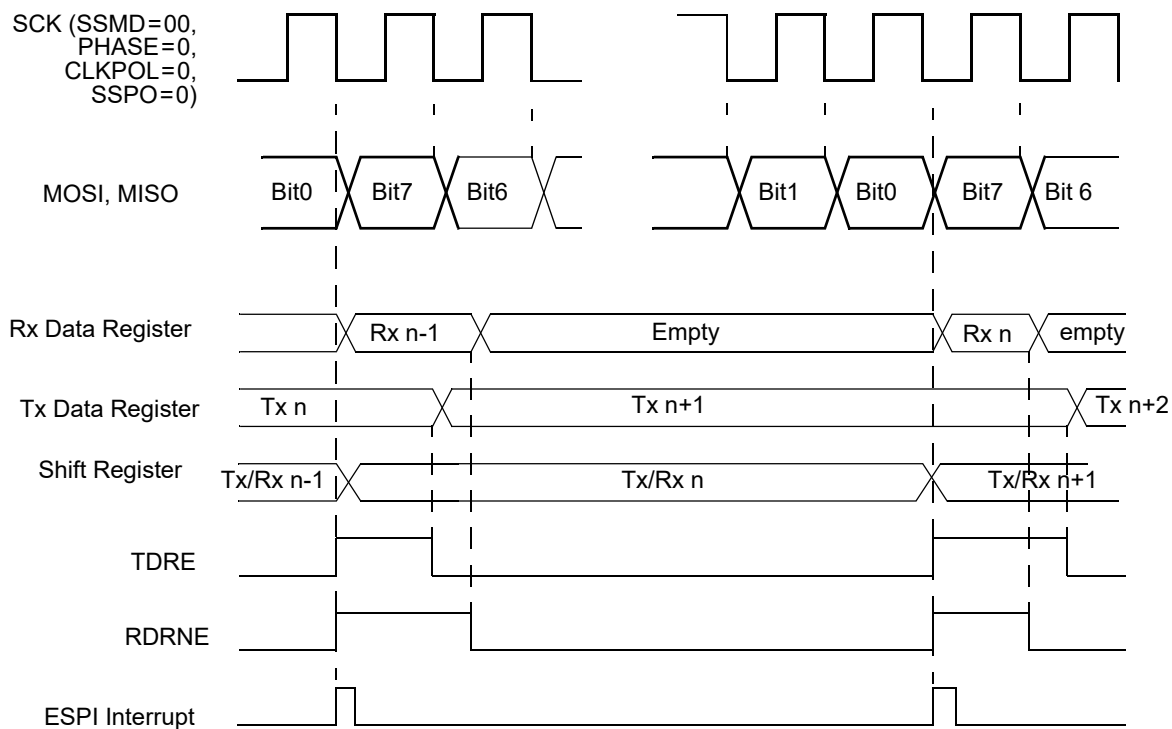 SCK (SSMD=00,
PHASE=0,
CLKPOL=0,
SSPO=0)
MOSI, MISO
Bit0
Bit7
Bit6
Bit1
Bit0
Bit7
Bit 6
Rx Data Register
Rx n-1
Empty
Rx n
empty
Tx Data Register
Tx n
Tx n+1
Tx n+2
Shift Register
Tx/Rx n-1
Tx/Rx n
Tx/Rx n+1
TDRE
RDRNE
ESPI Interrupt